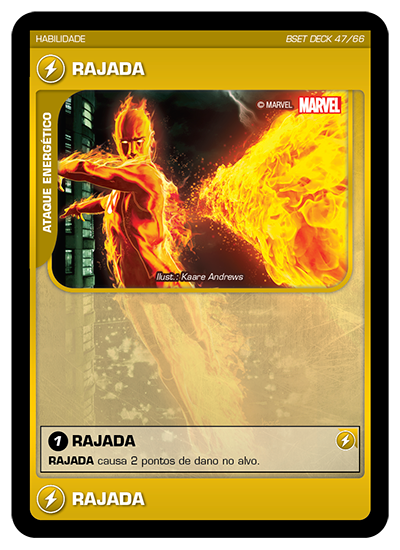 HABILIDADE
BSET DECK 47/66
RAJADA
© MARVEL MARVEL
ATAQUE ENERGÉTICO
Ilust.: Kaare Andrews
1 RAJADA
RAJADA causa 2 pontos de dano no alvo.
RAJADA